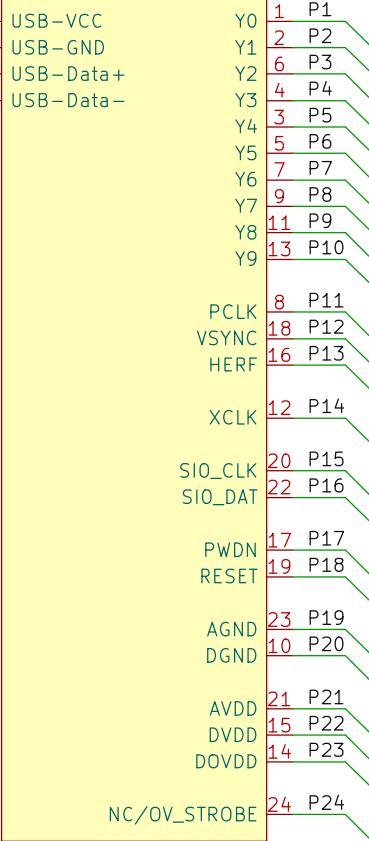 USB-VCC Y0 1 P1
USB-GND Y1 2 P2
USB-Data+ Y2 6 P3
USB-Data- Y3 4 P4
Y4 3 P5
Y5 5 P6
Y6 7 P7
Y7 9 P8
Y8 11 P9
Y9 13 P10
PCLK 8 P11
VSYNC 18 P12
HERF 16 P13
XCLK 12 P14
SIO_CLK 20 P15
SIO_DAT 22 P16
PWDN 17 P17
RESET 19 P18
AGND 23 P19
DGND 10 P20
AVDD 21 P21
DVDD 15 P22
DOVDD 14 P23
NC/OV_STROBE 24 P24